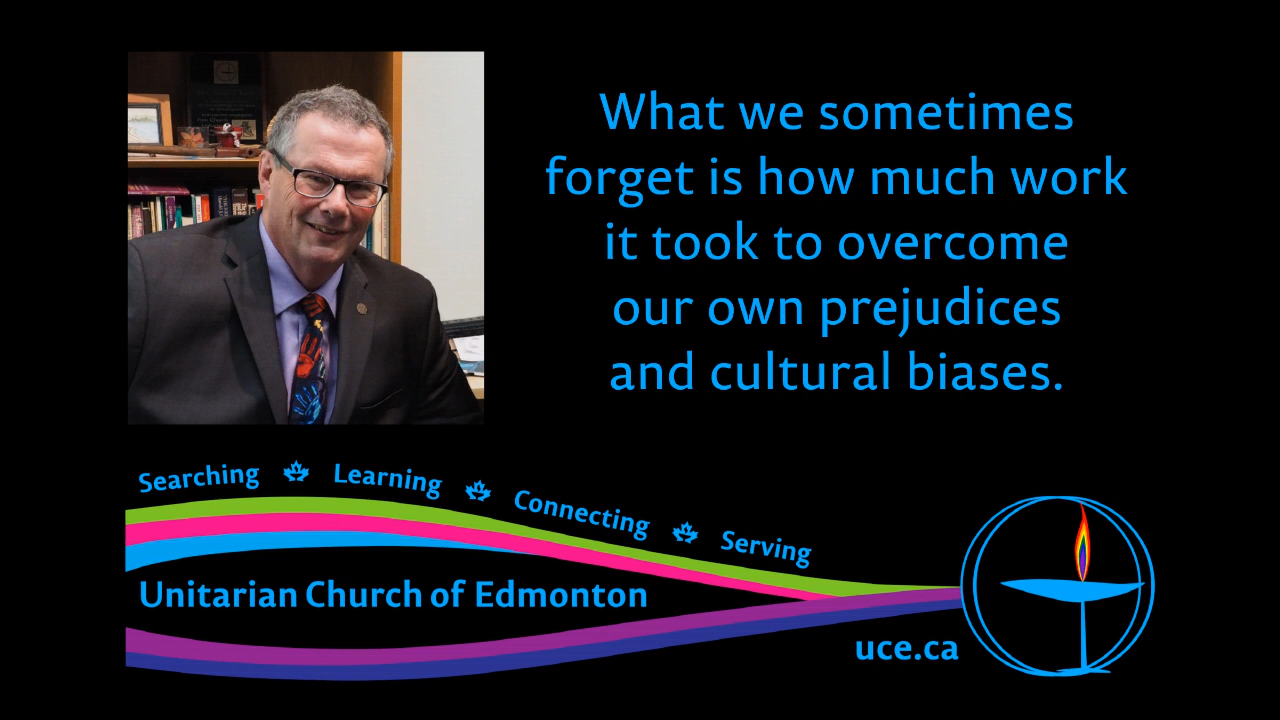 What we sometimes
forget is how much work
it took to overcome
our own prejudices
and cultural biases.
Searching Learning Connecting Serving
Unitarian Church of Edmonton
uce.ca